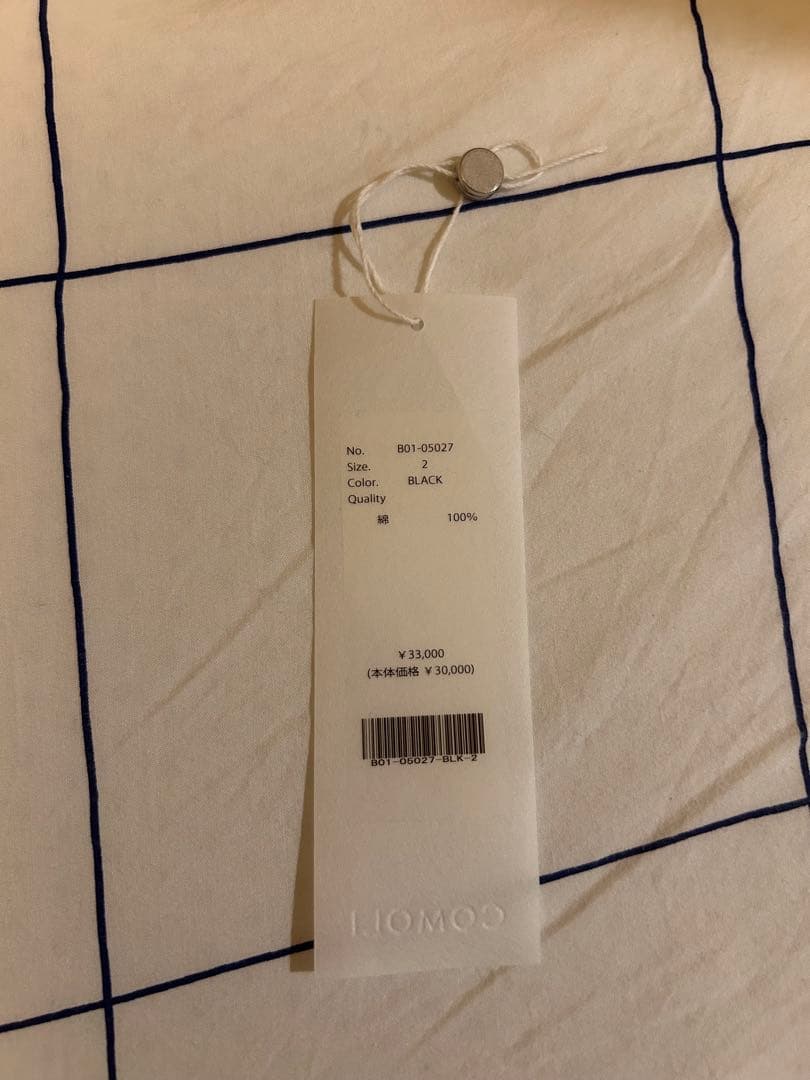 No. B01-05027
Size. 2
Color. BLACK
Quality
綿 100%
¥33,000
(本体価格 ¥30,000)
B01-05027-BLK-2
COMOLI